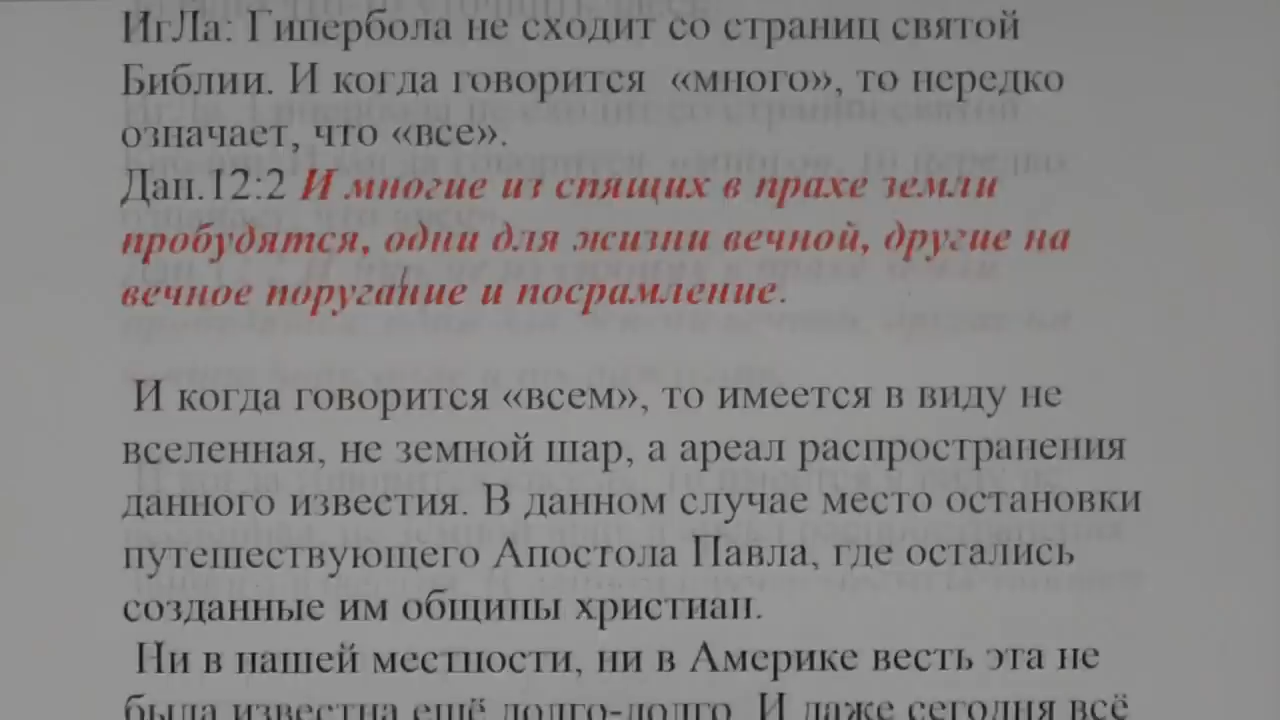 ИгЛа: Гипербола не сходит со страниц святой
Библии. И когда говорится «много», то нередко
означает, что «все».
Дан.12:2 И многие из спящих в прахе земли
пробудятся, одни для жизни вечной, другие на
вечное поругание и посрамление.
И когда говорится «всем», то имеется в виду не
вселенная, не земной шар, а ареал распространения
данного известия. В данном случае место остановки
путешествующего Апостола Павла, где остались
созданные им общины христиан.
Ни в нашей местности, ни в Америке весть эта не
была известна ещё долго-долго. И даже сегодня всё